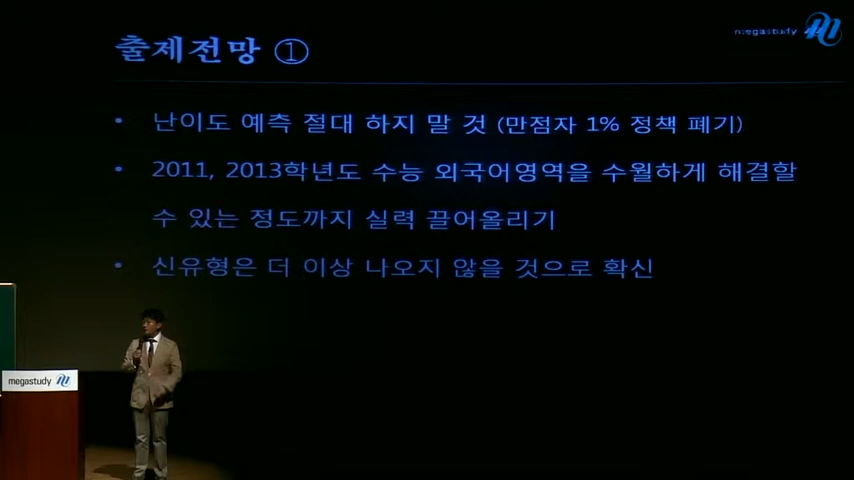 출제전망 ①
megastudy
• 난이도 예측 절대 하지 말 것 (만점자 1% 정책 폐기)
• 2011, 2013학년도 수능 외국어영역을 수월하게 해결할
수 있는 정도까지 실력 끌어올리기
• 신유형은 더 이상 나오지 않을 것으로 확신
megastudy